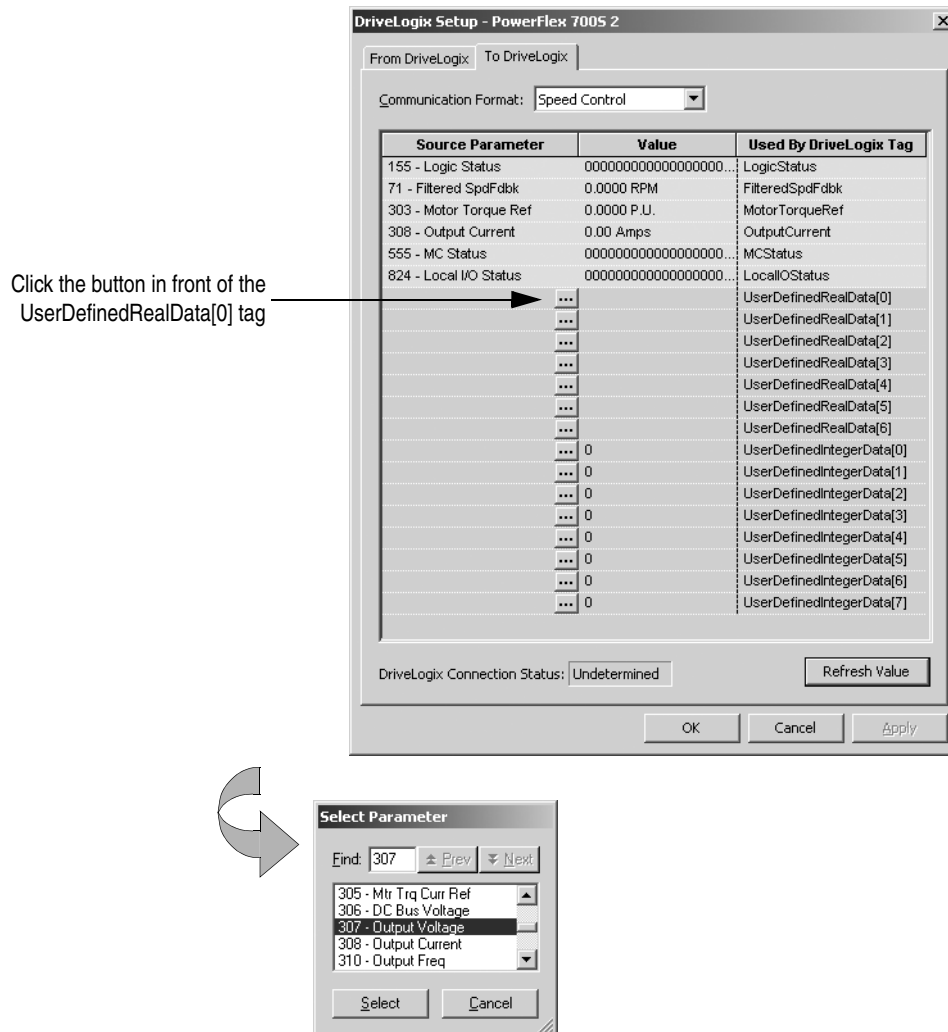 DriveLogix Setup - PowerFlex 700S 2
From DriveLogix To DriveLogix
Communication Format: Speed Control
Source Parameter Value Used By DriveLogix Tag
155 - Logic Status 000000000000000000... LogicStatus
71 - Filtered SpdFdbk 0.0000 RPM FilteredSpdFdbk
303 - Motor Torque Ref 0.0000 P.U. MotorTorqueRef
308 - Output Current 0.00 Amps OutputCurrent
555 - MC Status 000000000000000000... MCStatus
824 - Local I/O Status 000000000000000000... LocalIOStatus
Click the button in front of the
UserDefinedRealData[0] tag
... UserDefinedRealData[0]
... UserDefinedRealData[1]
... UserDefinedRealData[2]
... UserDefinedRealData[3]
... UserDefinedRealData[4]
... UserDefinedRealData[5]
... UserDefinedRealData[6]
... 0 UserDefinedIntegerData[0]
... 0 UserDefinedIntegerData[1]
... 0 UserDefinedIntegerData[2]
... 0 UserDefinedIntegerData[3]
... 0 UserDefinedIntegerData[4]
... 0 UserDefinedIntegerData[5]
... 0 UserDefinedIntegerData[6]
... 0 UserDefinedIntegerData[7]
DriveLogix Connection Status: Undetermined Refresh Value
OK Cancel Apply
Select Parameter
Find: 307 Prev Next
305 - Mtr Trq Curr Ref
306 - DC Bus Voltage
307 - Output Voltage
308 - Output Current
310 - Output Freq
Select Cancel